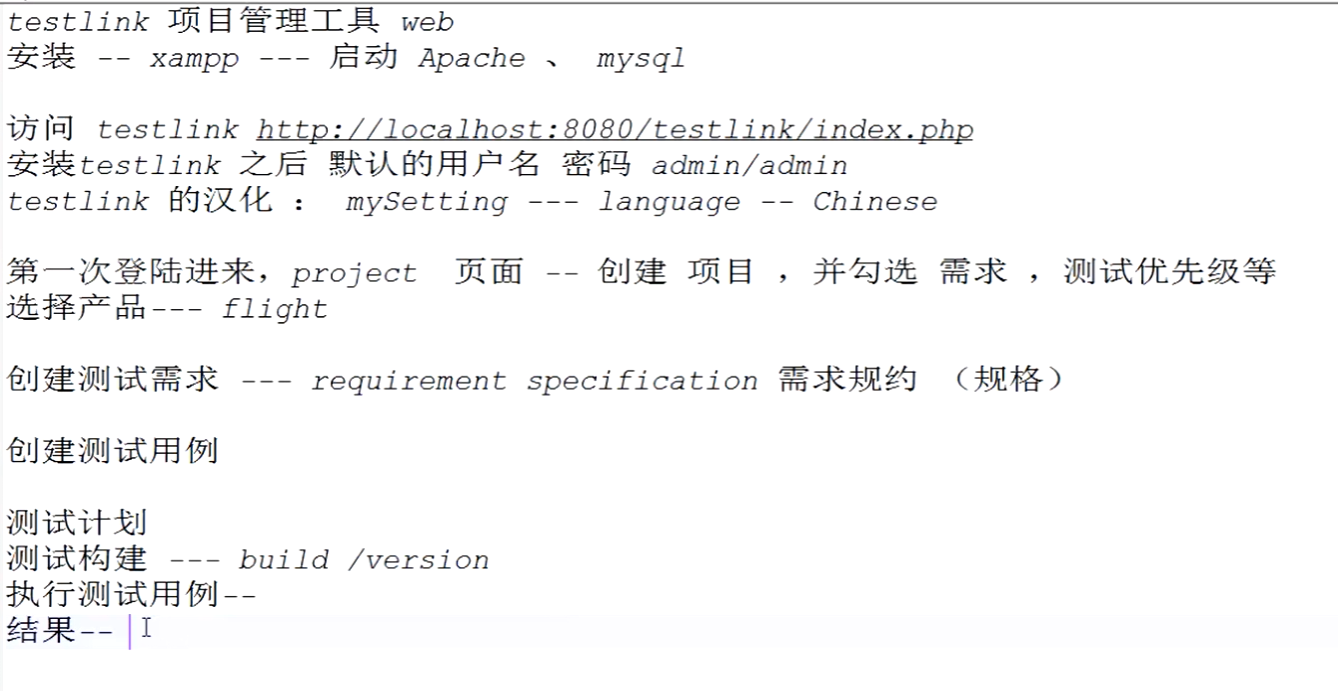 testlink 项目管理工具 web
安装 -- xampp --- 启动 Apache 、 mysql
访问 testlink http://localhost:8080/testlink/index.php
安装testlink 之后 默认的用户名 密码 admin/admin
testlink 的汉化 ： mySetting --- language -- Chinese
第一次登陆进来，project 页面 -- 创建 项目 ，并勾选 需求 ，测试优先级等
选择产品--- flight
创建测试需求 --- requirement specification 需求规约 （规格）
创建测试用例
测试计划
测试构建 --- build /version
执行测试用例--
结果--